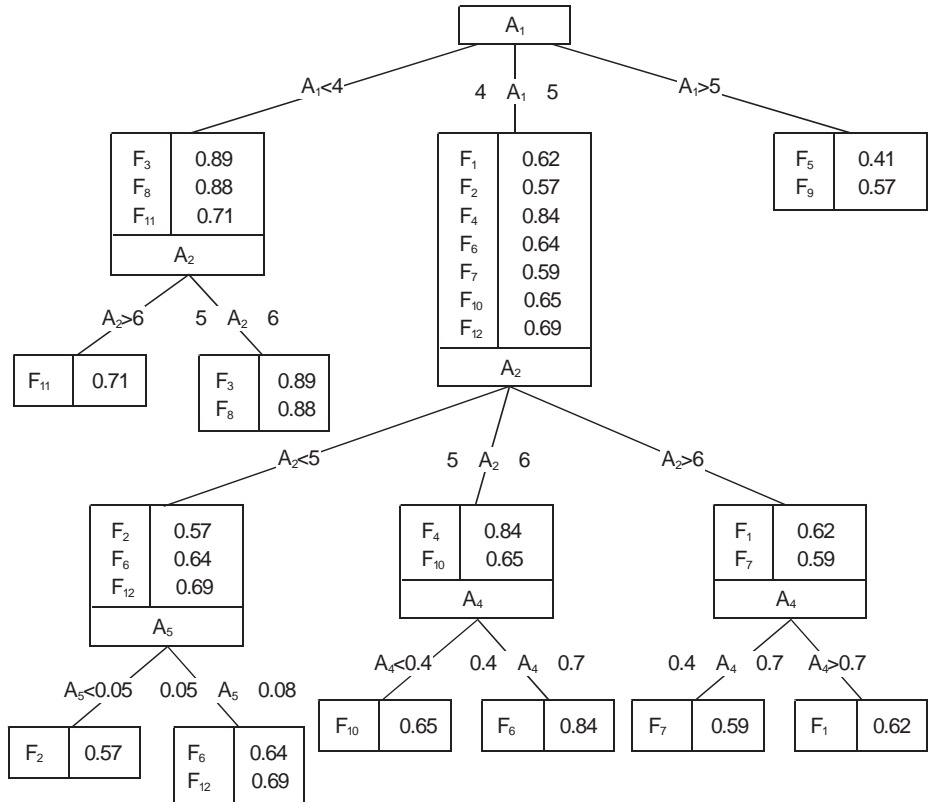 A₁
A₁<4
4 A₁ 5
A₁>5
F₃ 0.89
F₈ 0.88
F₁₁ 0.71
A₂
F₁ 0.62
F₂ 0.57
F₄ 0.84
F₆ 0.64
F₇ 0.59
F₁₀ 0.65
F₁₂ 0.69
A₂
F₅ 0.41
F₉ 0.57
A₂>6
5 A₂ 6
F₁₁ 0.71
F₃ 0.89
F₈ 0.88
A₂<5
5 A₂ 6
A₂>6
F₂ 0.57
F₆ 0.64
F₁₂ 0.69
A₅
F₄ 0.84
F₁₀ 0.65
A₄
F₁ 0.62
F₇ 0.59
A₄
A₅<0.05
0.05 A₅ 0.08
A₄<0.4
0.4 A₄ 0.7
0.4 A₄ 0.7
A₄>0.7
F₂ 0.57
F₆ 0.64
F₁₂ 0.69
F₁₀ 0.65
F₆ 0.84
F₇ 0.59
F₁ 0.62